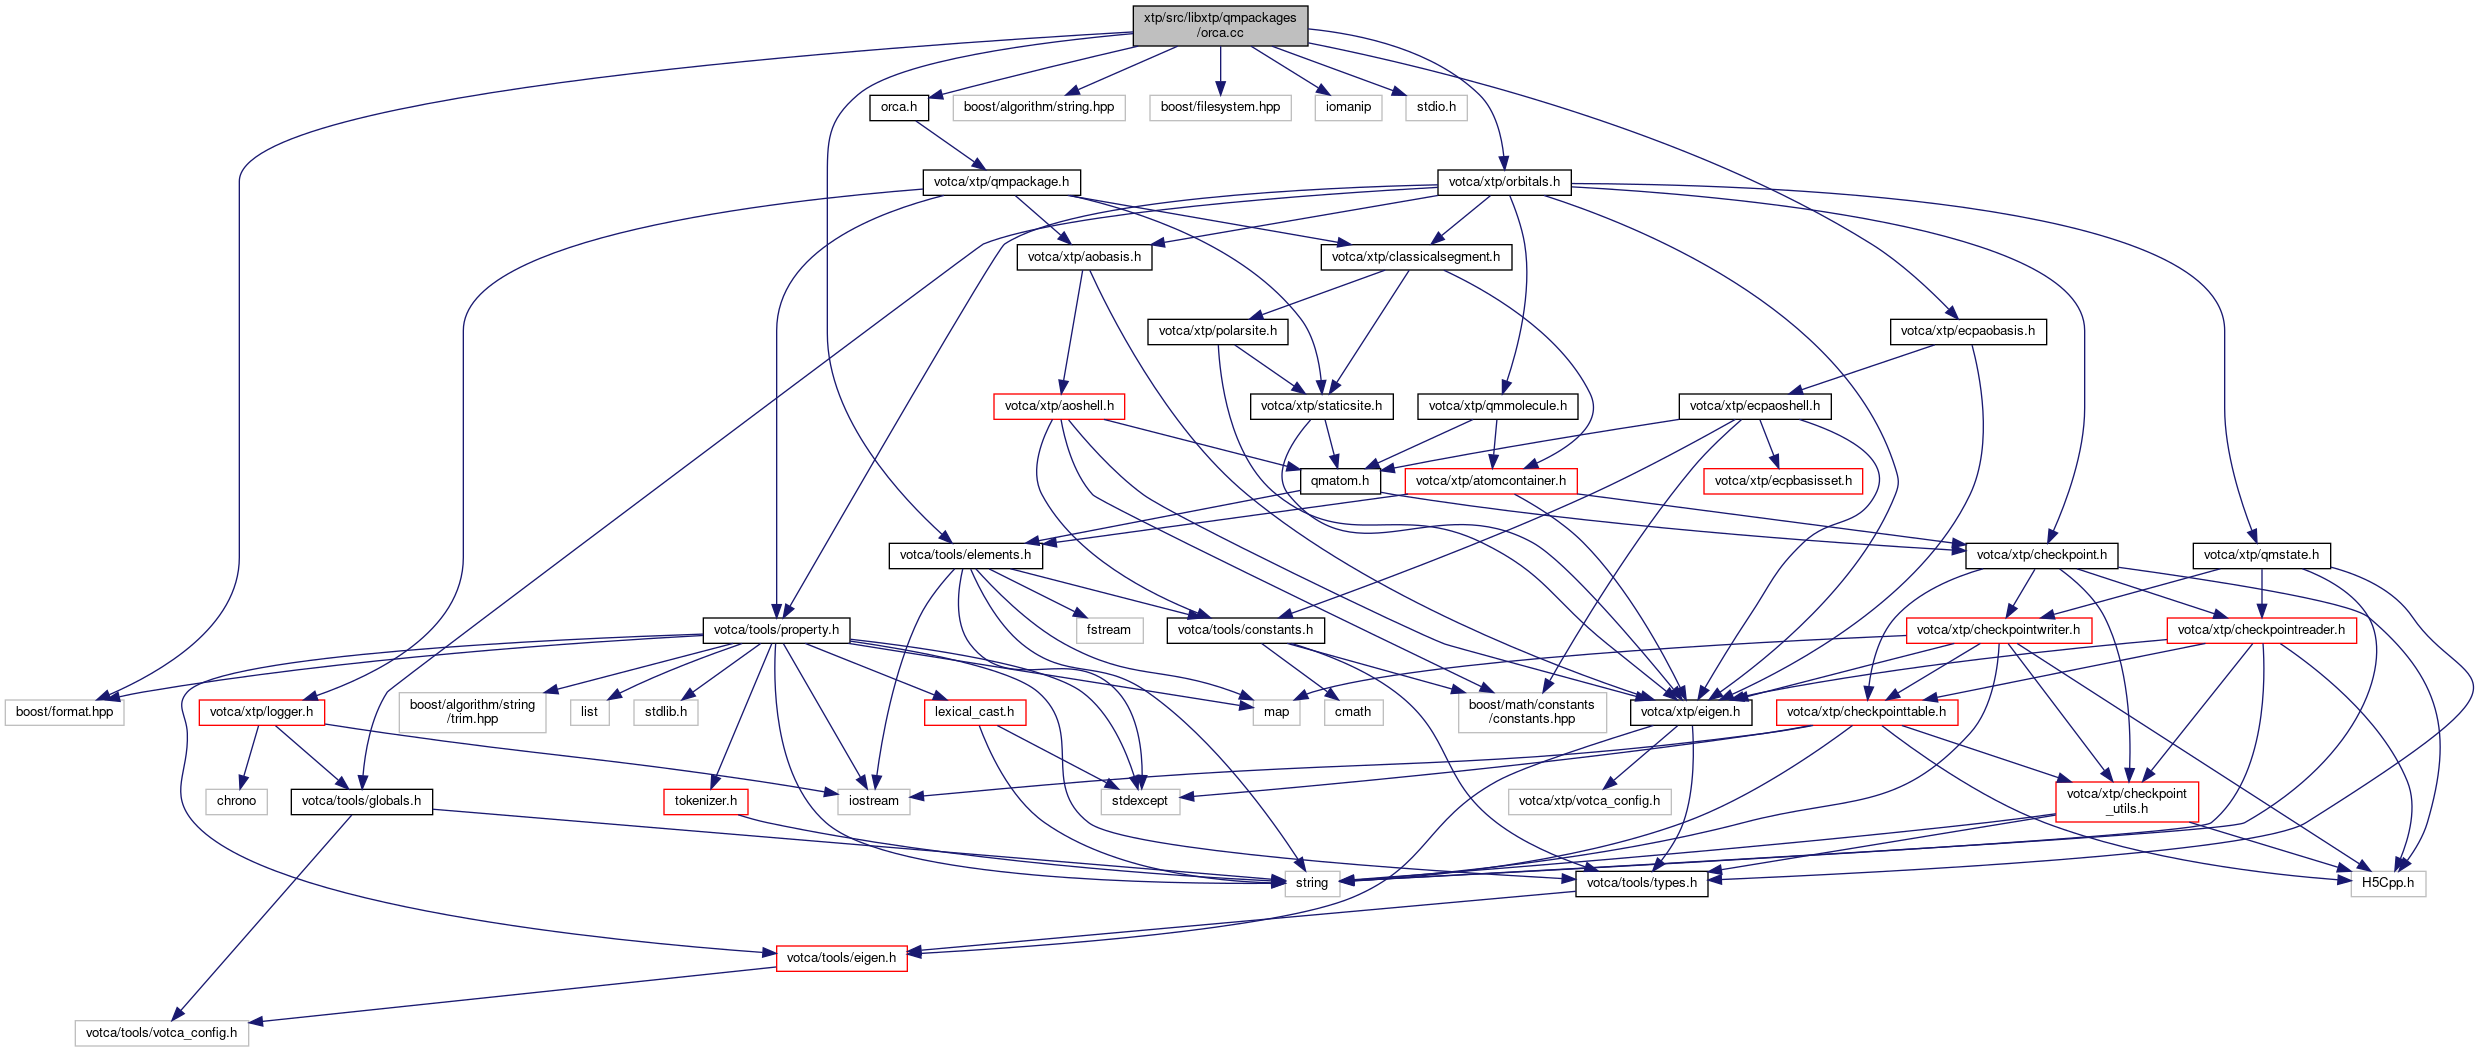 xtp/src/libxtp/qmpackages
/orca.cc
orca.h
boost/algorithm/string.hpp
boost/filesystem.hpp
iomanip
stdio.h
votca/xtp/qmpackage.h
votca/xtp/orbitals.h
votca/xtp/aobasis.h
votca/xtp/classicalsegment.h
votca/xtp/polarsite.h
votca/xtp/ecpaobasis.h
votca/xtp/aoshell.h
votca/xtp/staticsite.h
votca/xtp/qmmolecule.h
votca/xtp/ecpaoshell.h
qmatom.h
votca/xtp/atomcontainer.h
votca/xtp/ecpbasisset.h
votca/tools/elements.h
votca/xtp/checkpoint.h
votca/xtp/qmstate.h
votca/tools/property.h
fstream
votca/tools/constants.h
votca/xtp/checkpointwriter.h
votca/xtp/checkpointreader.h
boost/format.hpp
votca/xtp/logger.h
boost/algorithm/string
/trim.hpp
list
stdlib.h
lexical_cast.h
map
cmath
boost/math/constants
/constants.hpp
votca/xtp/eigen.h
votca/xtp/checkpointtable.h
chrono
votca/tools/globals.h
tokenizer.h
iostream
stdexcept
votca/xtp/votca_config.h
votca/xtp/checkpoint
_utils.h
string
votca/tools/types.h
H5Cpp.h
votca/tools/eigen.h
votca/tools/votca_config.h